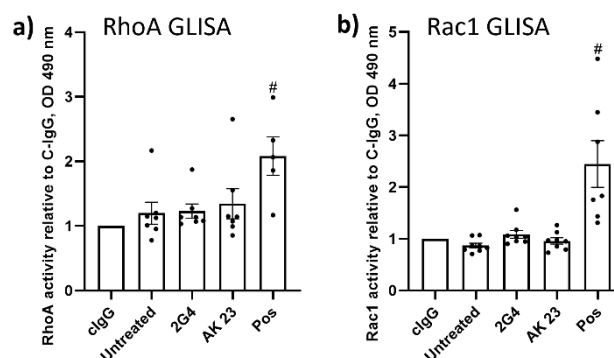 a) RhoA GLISA
RhoA activity relative to C-IgG, OD 490 nm
4
3
2
1
0
#
cIgG
Untreated
2G4
AK 23
Pos
b) Rac1 GLISA
Rac1 activity relative to C-IgG, OD 490 nm
5
4
3
2
1
0
#
cIgG
Untreated
2G4
AK 23
Pos